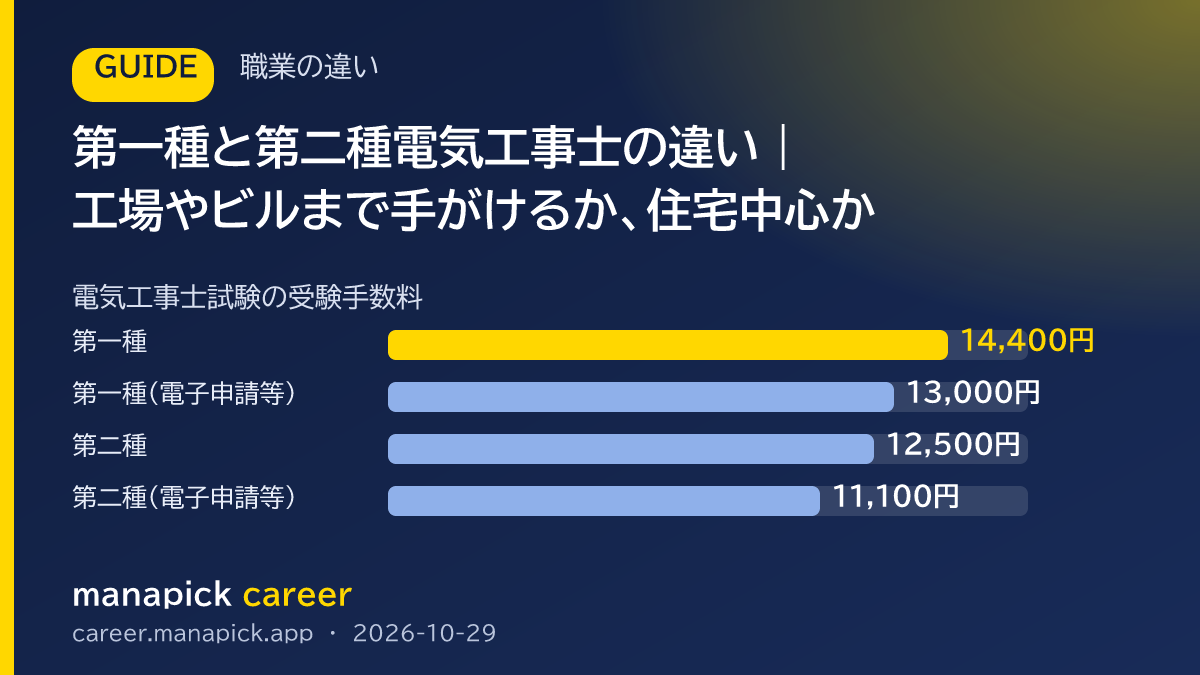 GUIDE 職業の違い
第一種と第二種電気工事士の違い｜
工場やビルまで手がけるか、住宅中心か
電気工事士試験の受験手数料
第一種 14,400円
第一種(電子申請等) 13,000円
第二種 12,500円
第二種(電子申請等) 11,100円
manapick career
career.manapick.app · 2026-10-29